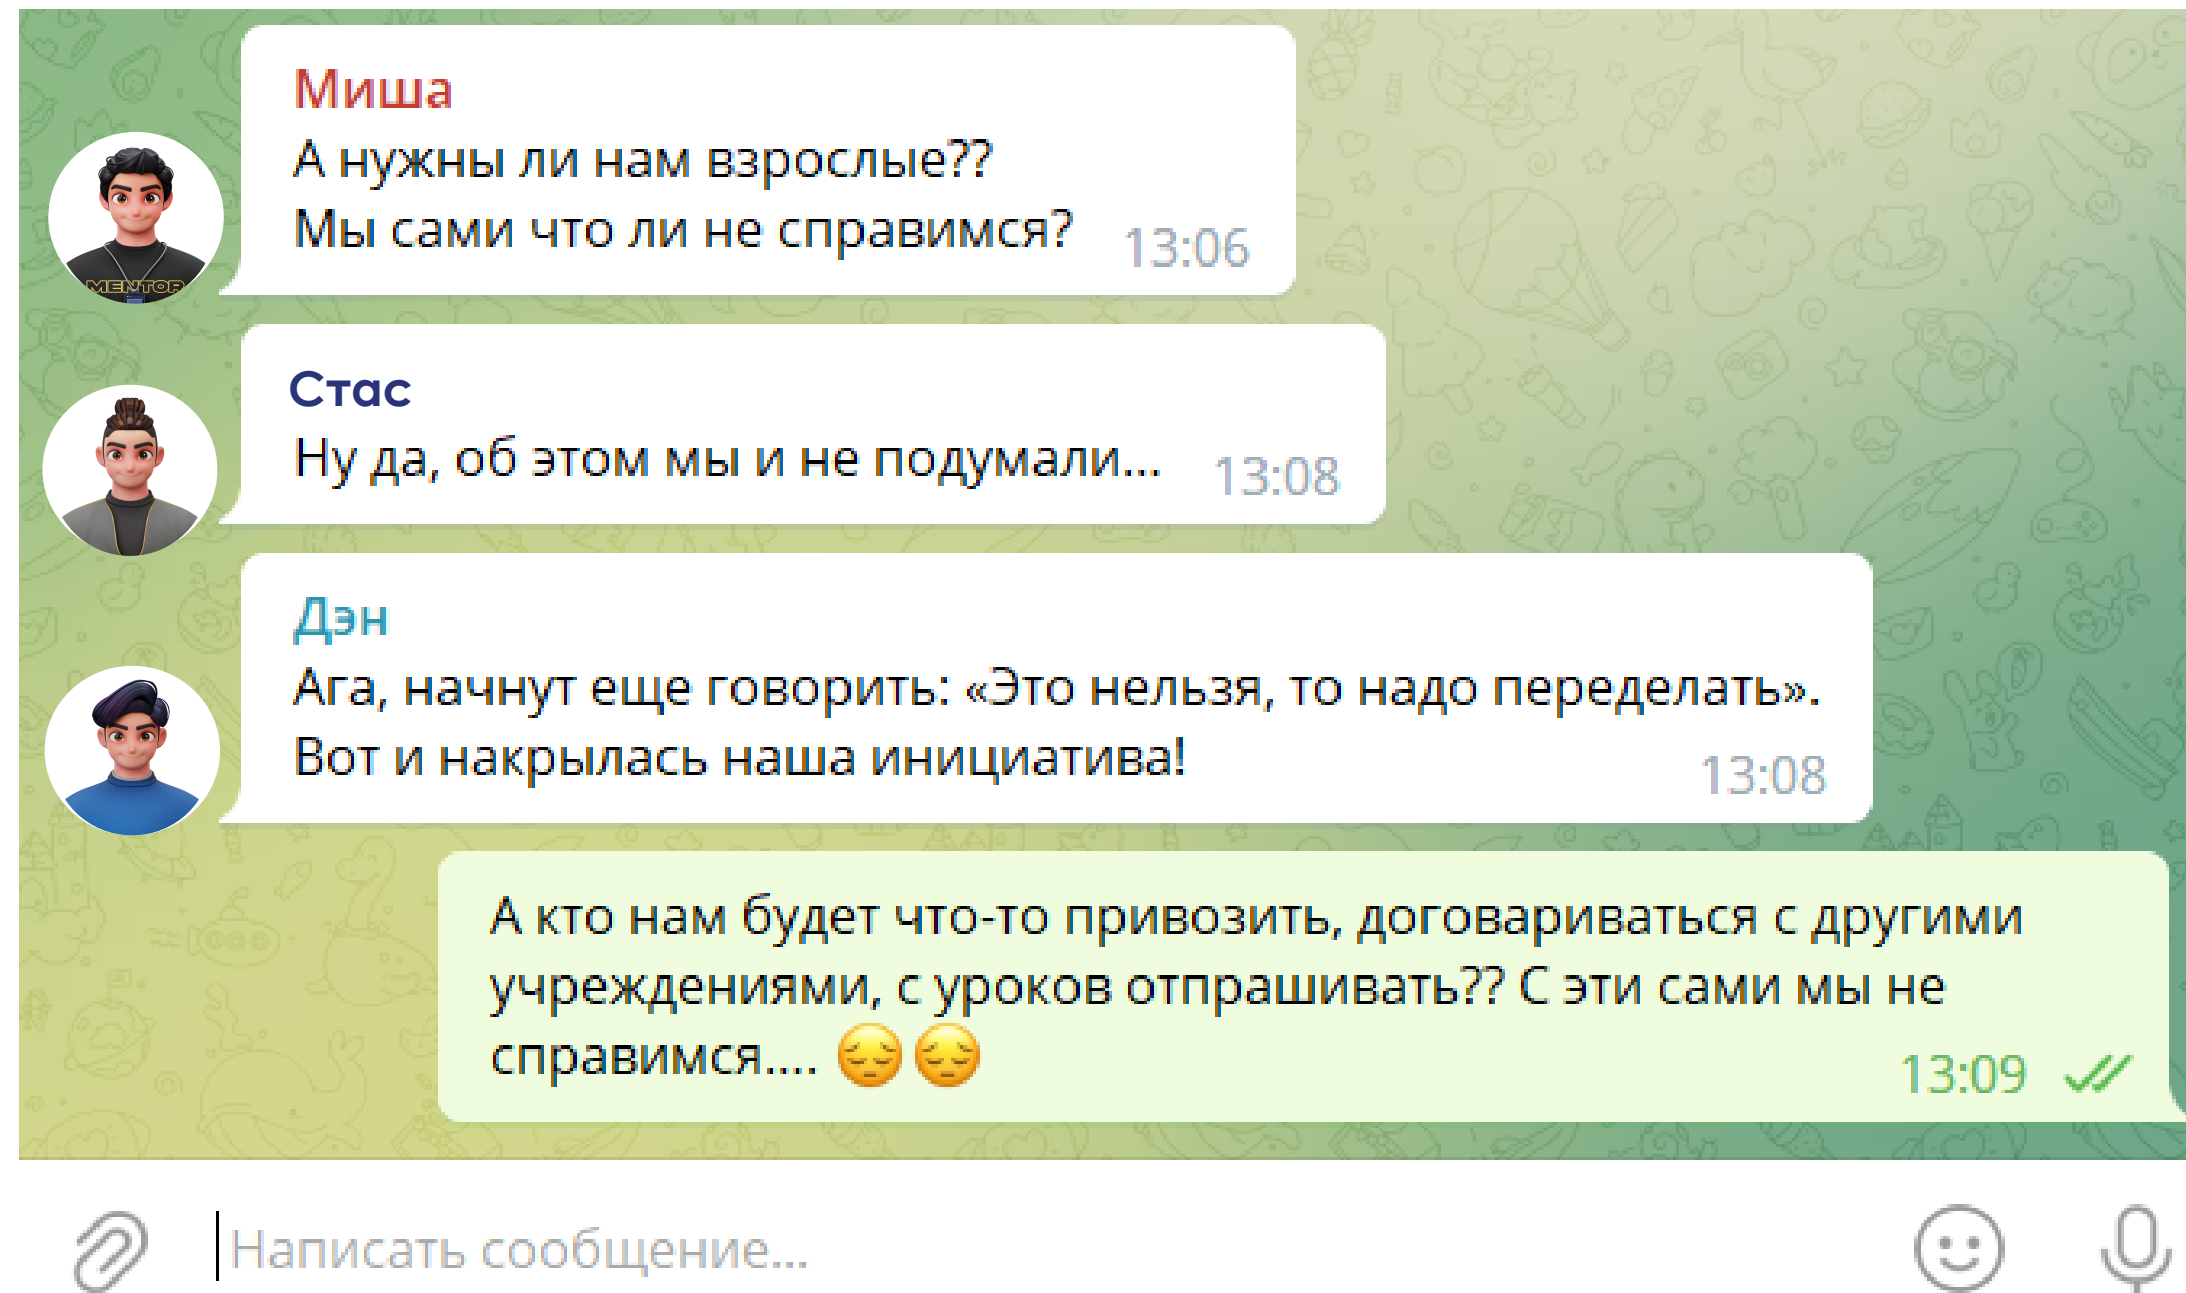 Миша
А нужны ли нам взрослые??
Мы сами что ли не справимся?
13:06
MENTOR
Стас
Ну да, об этом мы и не подумали...
13:08
Дэн
Ага, начнут еще говорить: «Это нельзя, то надо переделать».
Вот и накрылась наша инициатива!
13:08
А кто нам будет что-то привозить, договариваться с другими
учреждениями, с уроков отпрашивать?? С эти сами мы не
справимся.... 😔😔
13:09
Написать сообщение...